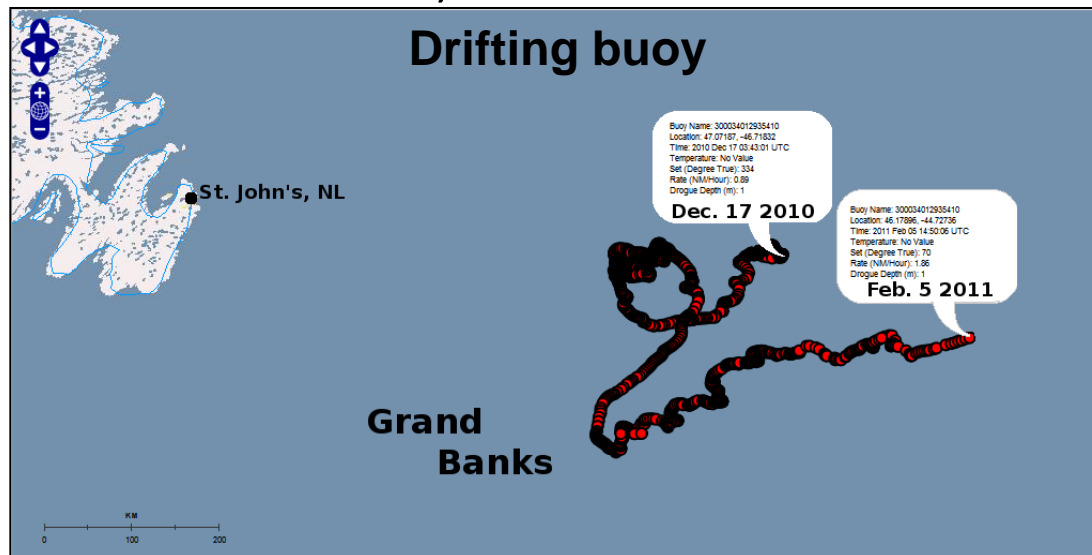 Drifting buoy
Buoy Name: 300034012935410
Location: 47.07187, -46.71832
Time: 2010 Dec 17 03:43:01 UTC
Temperature: No Value
Set (Degree True): 334
Rate (NM/Hour): 0.89
Drogue Depth (m): 1
Dec. 17 2010
St. John's, NL
Buoy Name: 300034012935410
Location: 46.17896, -44.72736
Time: 2011 Feb 05 14:50:06 UTC
Temperature: No Value
Set (Degree True): 70
Rate (NM/Hour): 1.86
Drogue Depth (m): 1
Feb. 5 2011
Grand
Banks
KM
0 100 200